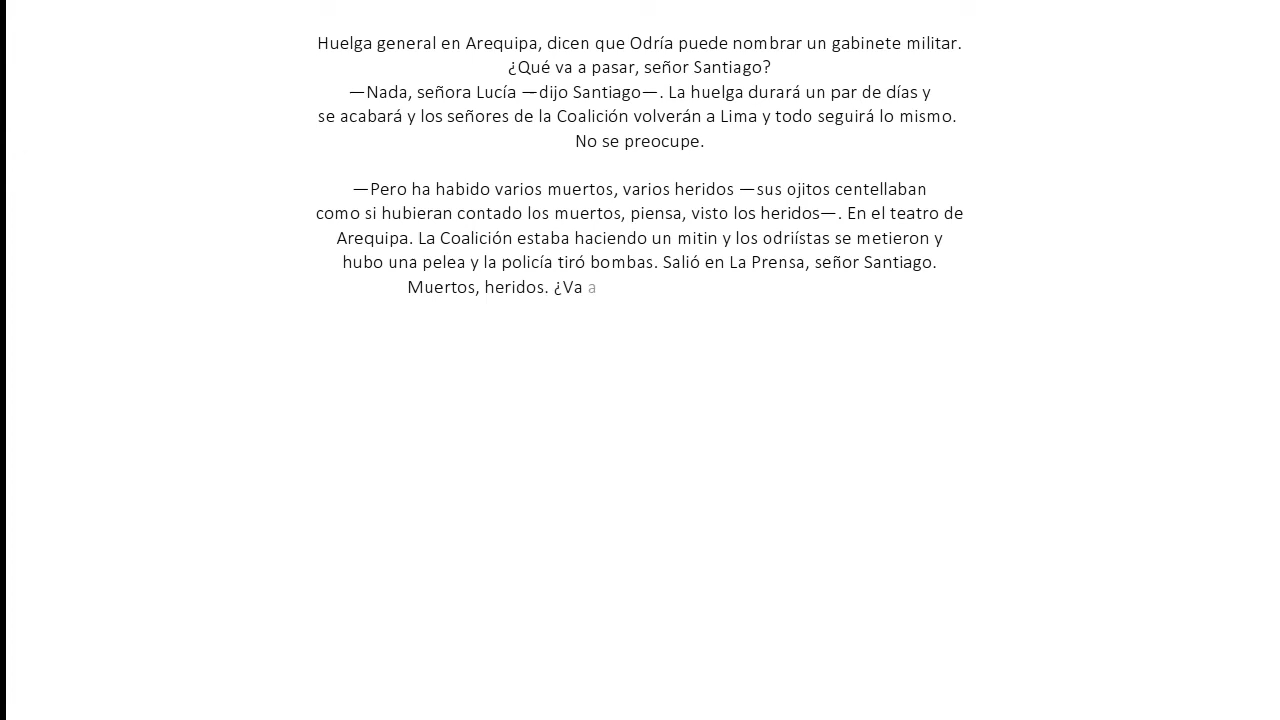 Huelga general en Arequipa, dicen que Odría puede nombrar un gabinete militar.
¿Qué va a pasar, señor Santiago?
—Nada, señora Lucía —dijo Santiago—. La huelga durará un par de días y
se acabará y los señores de la Coalición volverán a Lima y todo seguirá lo mismo.
No se preocupe.
—Pero ha habido varios muertos, varios heridos —sus ojitos centellaban
como si hubieran contado los muertos, piensa, visto los heridos—. En el teatro de
Arequipa. La Coalición estaba haciendo un mitin y los odriístas se metieron y
hubo una pelea y la policía tiró bombas. Salió en La Prensa, señor Santiago.
Muertos, heridos. ¿Va a